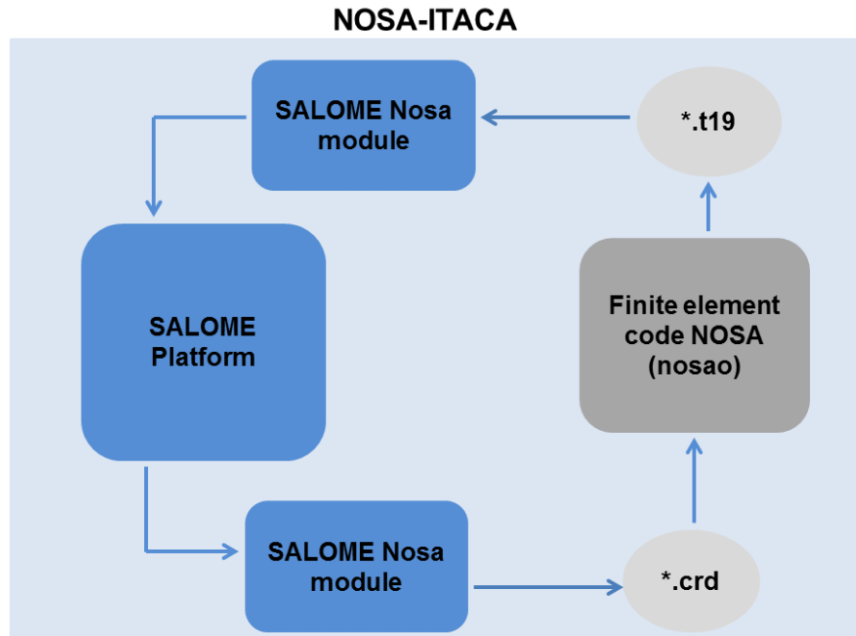 NOSA-ITACA
SALOME Nosa
module
*.t19
SALOME
Platform
Finite element
code NOSA
(nosao)
SALOME Nosa
module
*.crd